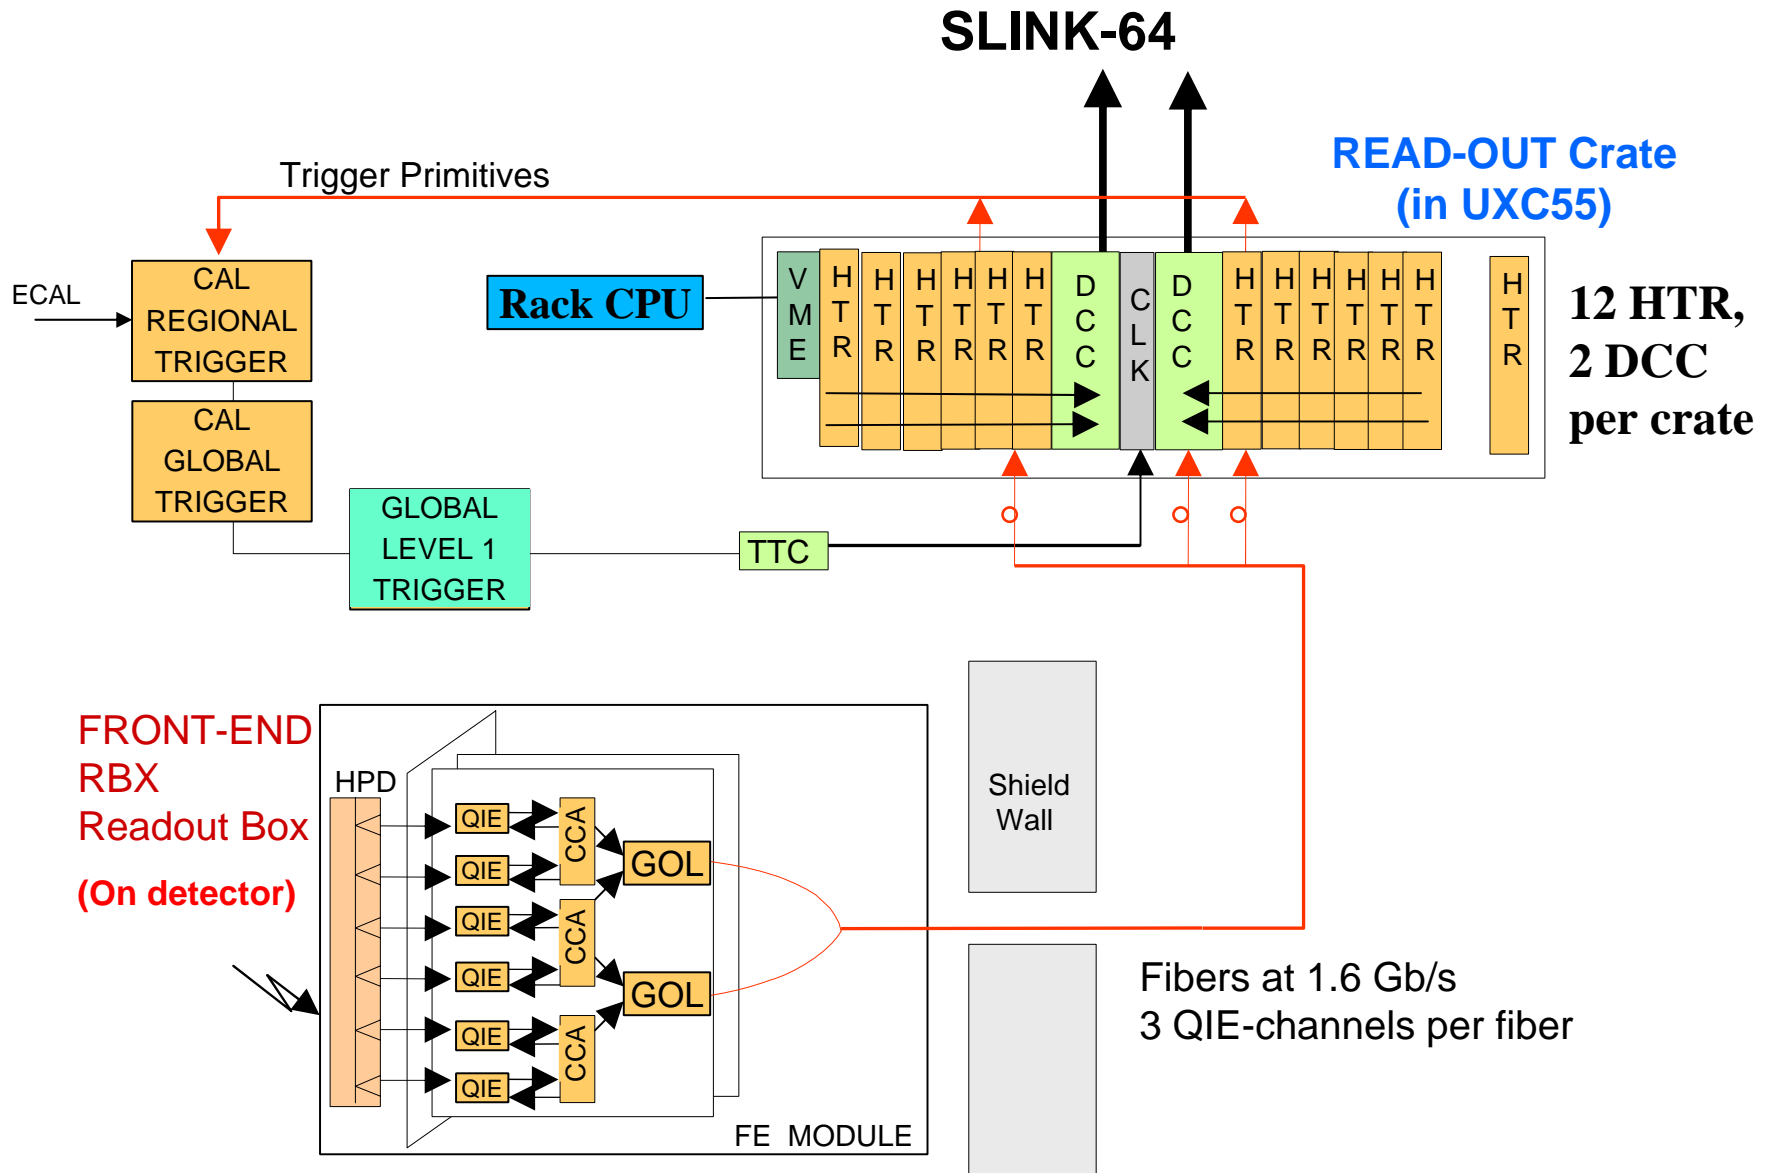 SLINK-64
READ-OUT Crate
(in UXC55)
Trigger Primitives
ECAL
CAL
REGIONAL
TRIGGER
CAL
GLOBAL
TRIGGER
GLOBAL
LEVEL 1
TRIGGER
TTC
Rack CPU
VME
HTR
HTR
HTR
HTR
HTR
HTR
DCC
CLK
DCC
HTR
HTR
HTR
HTR
HTR
HTR
HTR
12 HTR,
2 DCC
per crate
FRONT-END
RBX
Readout Box
(On detector)
HPD
QIE
QIE
QIE
QIE
QIE
QIE
CCA
CCA
CCA
GOL
GOL
FE MODULE
Shield
Wall
Fibers at 1.6 Gb/s
3 QIE-channels per fiber